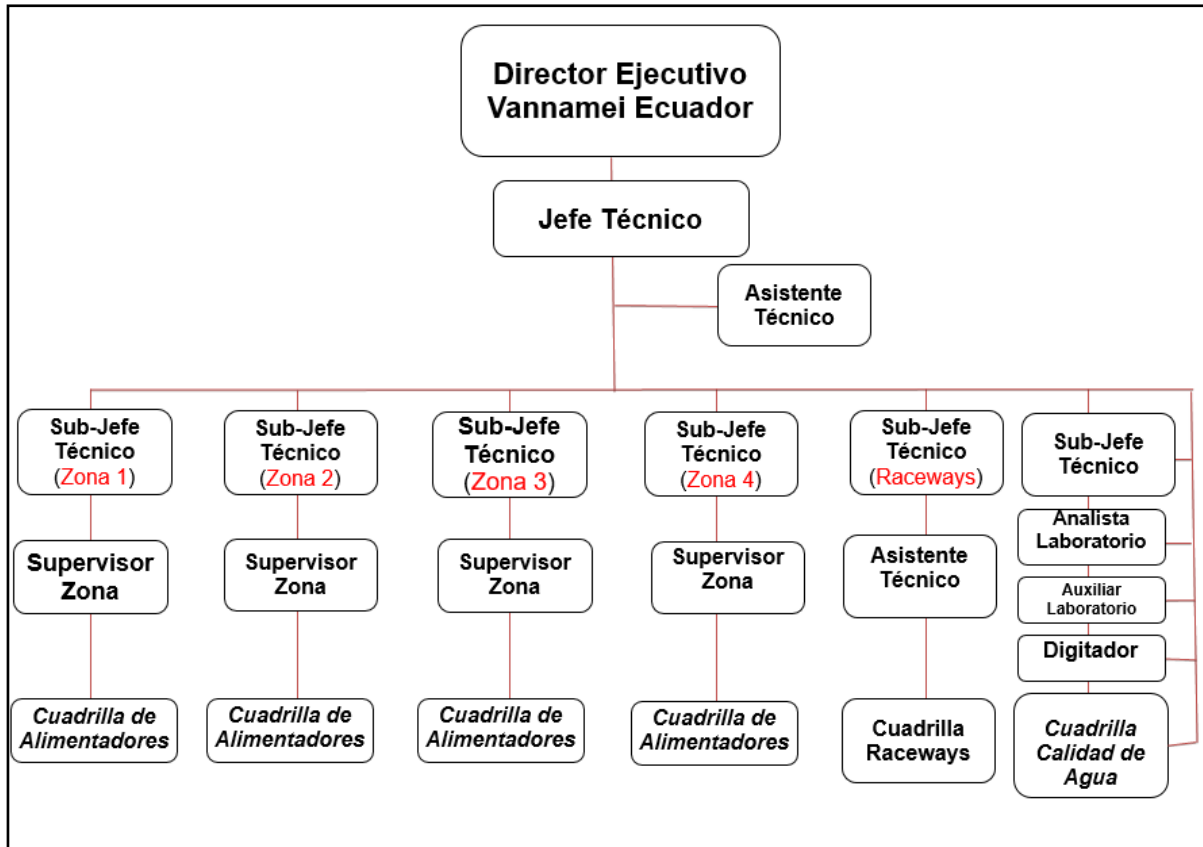 Director Ejecutivo
Vannamei Ecuador
Jefe Técnico
Asistente
Técnico
Sub-Jefe
Técnico
(Zona 1)
Sub-Jefe
Técnico
(Zona 2)
Sub-Jefe
Técnico
(Zona 3)
Sub-Jefe
Técnico
(Zona 4)
Sub-Jefe
Técnico
(Raceways)
Sub-Jefe
Técnico
Supervisor
Zona
Supervisor
Zona
Supervisor
Zona
Supervisor
Zona
Asistente
Técnico
Analista
Laboratorio
Auxiliar
Laboratorio
Digitador
Cuadrilla de
Alimentadores
Cuadrilla de
Alimentadores
Cuadrilla de
Alimentadores
Cuadrilla de
Alimentadores
Cuadrilla
Raceways
Cuadrilla
Calidad de
Agua